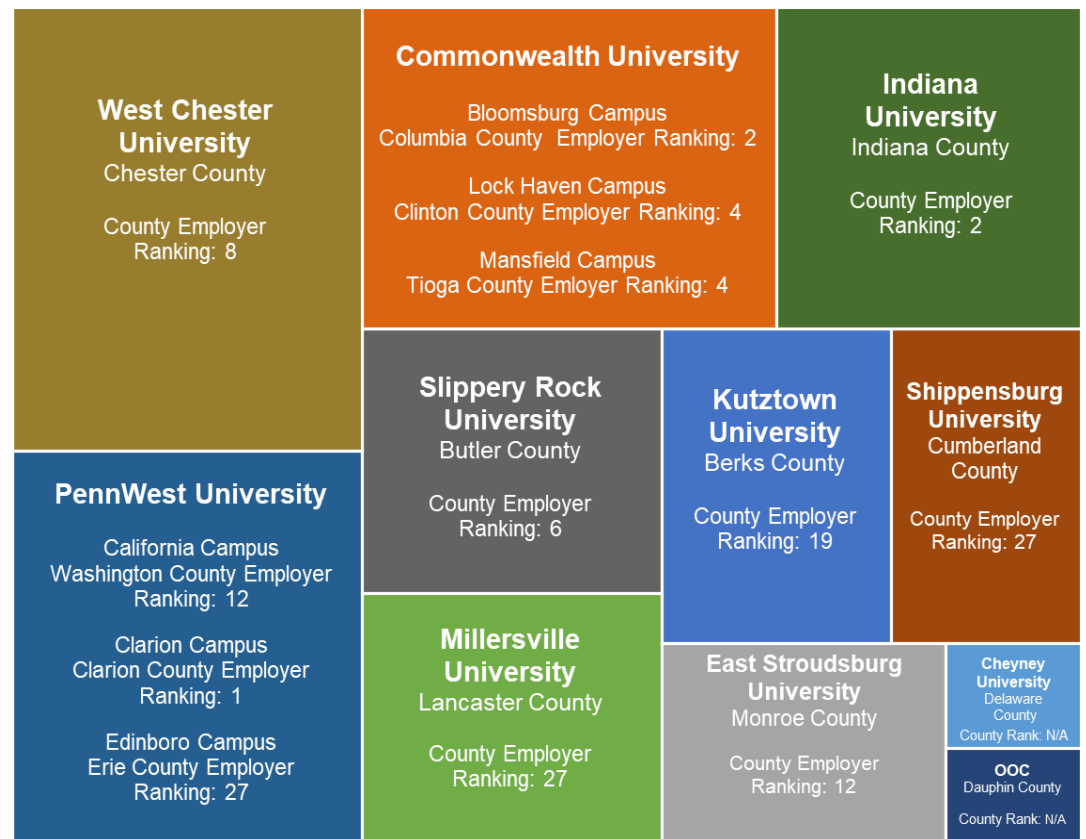 West Chester
University
Chester County
County Employer
Ranking: 8
Commonwealth University
Bloomsburg Campus
Columbia County Employer Ranking: 2
Lock Haven Campus
Clinton County Employer Ranking: 4
Mansfield Campus
Tioga County Emloyer Ranking: 4
Indiana
University
Indiana County
County Employer
Ranking: 2
PennWest University
California Campus
Washington County Employer
Ranking: 12
Clarion Campus
Clarion County Employer
Ranking: 1
Edinboro Campus
Erie County Employer
Ranking: 27
Slippery Rock
University
Butler County
County Employer
Ranking: 6
Kutztown
University
Berks County
County Employer
Ranking: 19
Shippensburg
University
Cumberland
County
County Employer
Ranking: 27
Millersville
University
Lancaster County
County Employer
Ranking: 27
East Stroudsburg
University
Monroe County
County Employer
Ranking: 12
Cheyney
University
Delaware
County
County Rank: N/A
OOC
Dauphin County
County Rank: N/A